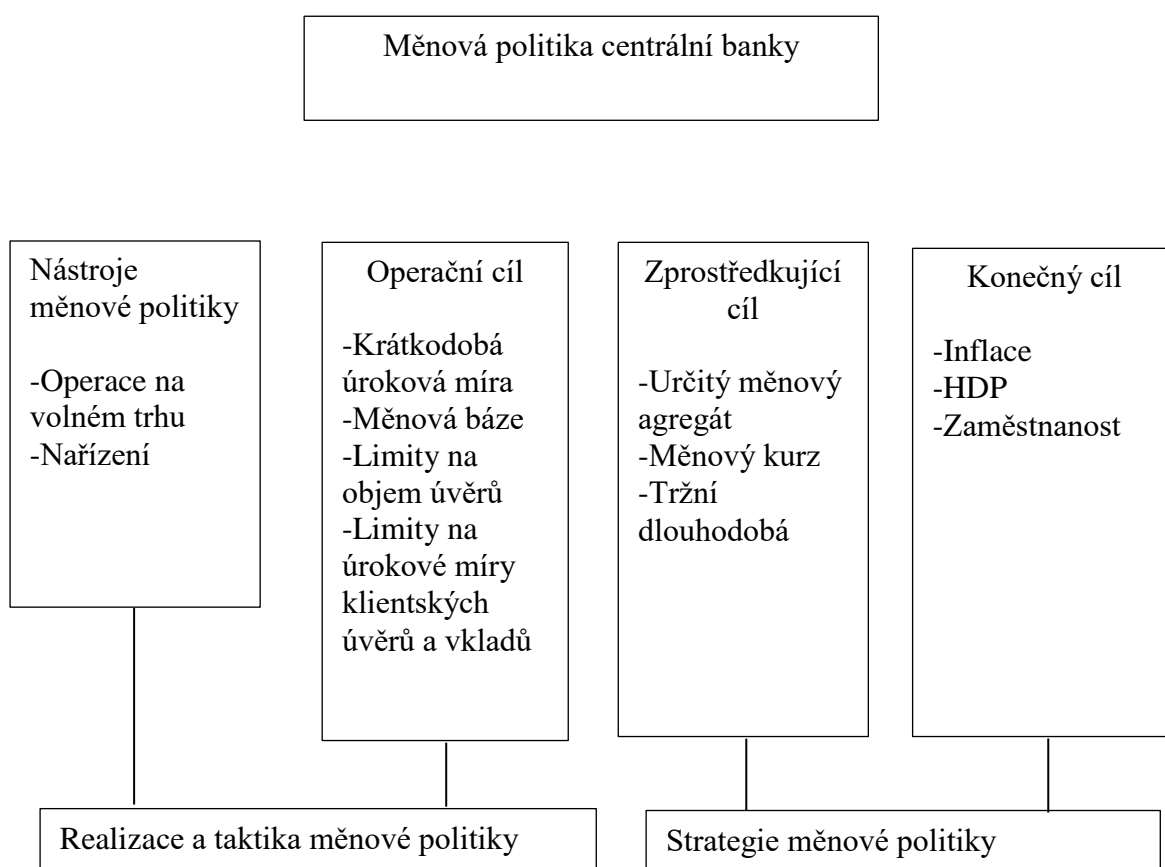 Měnová politika centrální banky
Nástroje
měnové politiky
-Operace na
volném trhu
-Nařízení
Operační cíl
-Krátkodobá
úroková míra
-Měnová báze
-Limity na
objem úvěrů
-Limity na
úrokové míry
klientských
úvěrů a vkladů
Zprostředkující
cíl
-Určitý měnový
agregát
-Měnový kurz
-Tržní
dlouhodobá
Konečný cíl
-Inflace
-HDP
-Zaměstnanost
Realizace a taktika měnové politiky
Strategie měnové politiky